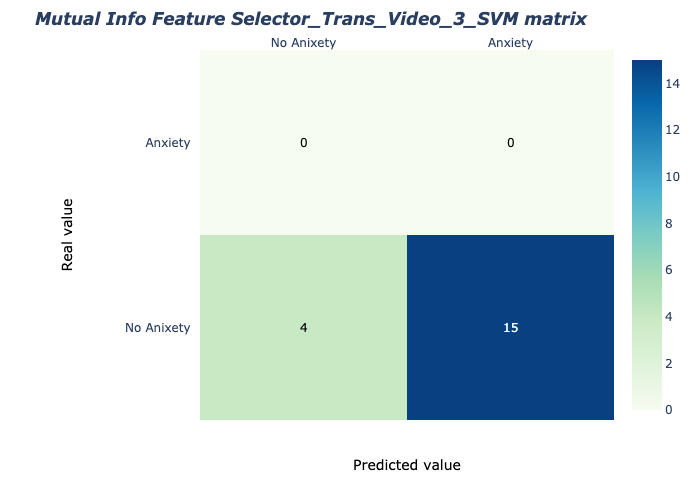 Mutual Info Feature Selector_Trans_Video_3_SVM matrix
No Anixety Anxiety
Anxiety 0 0
No Anixety 4 15
Real value
Predicted value
14
12
10
8
6
4
2
0